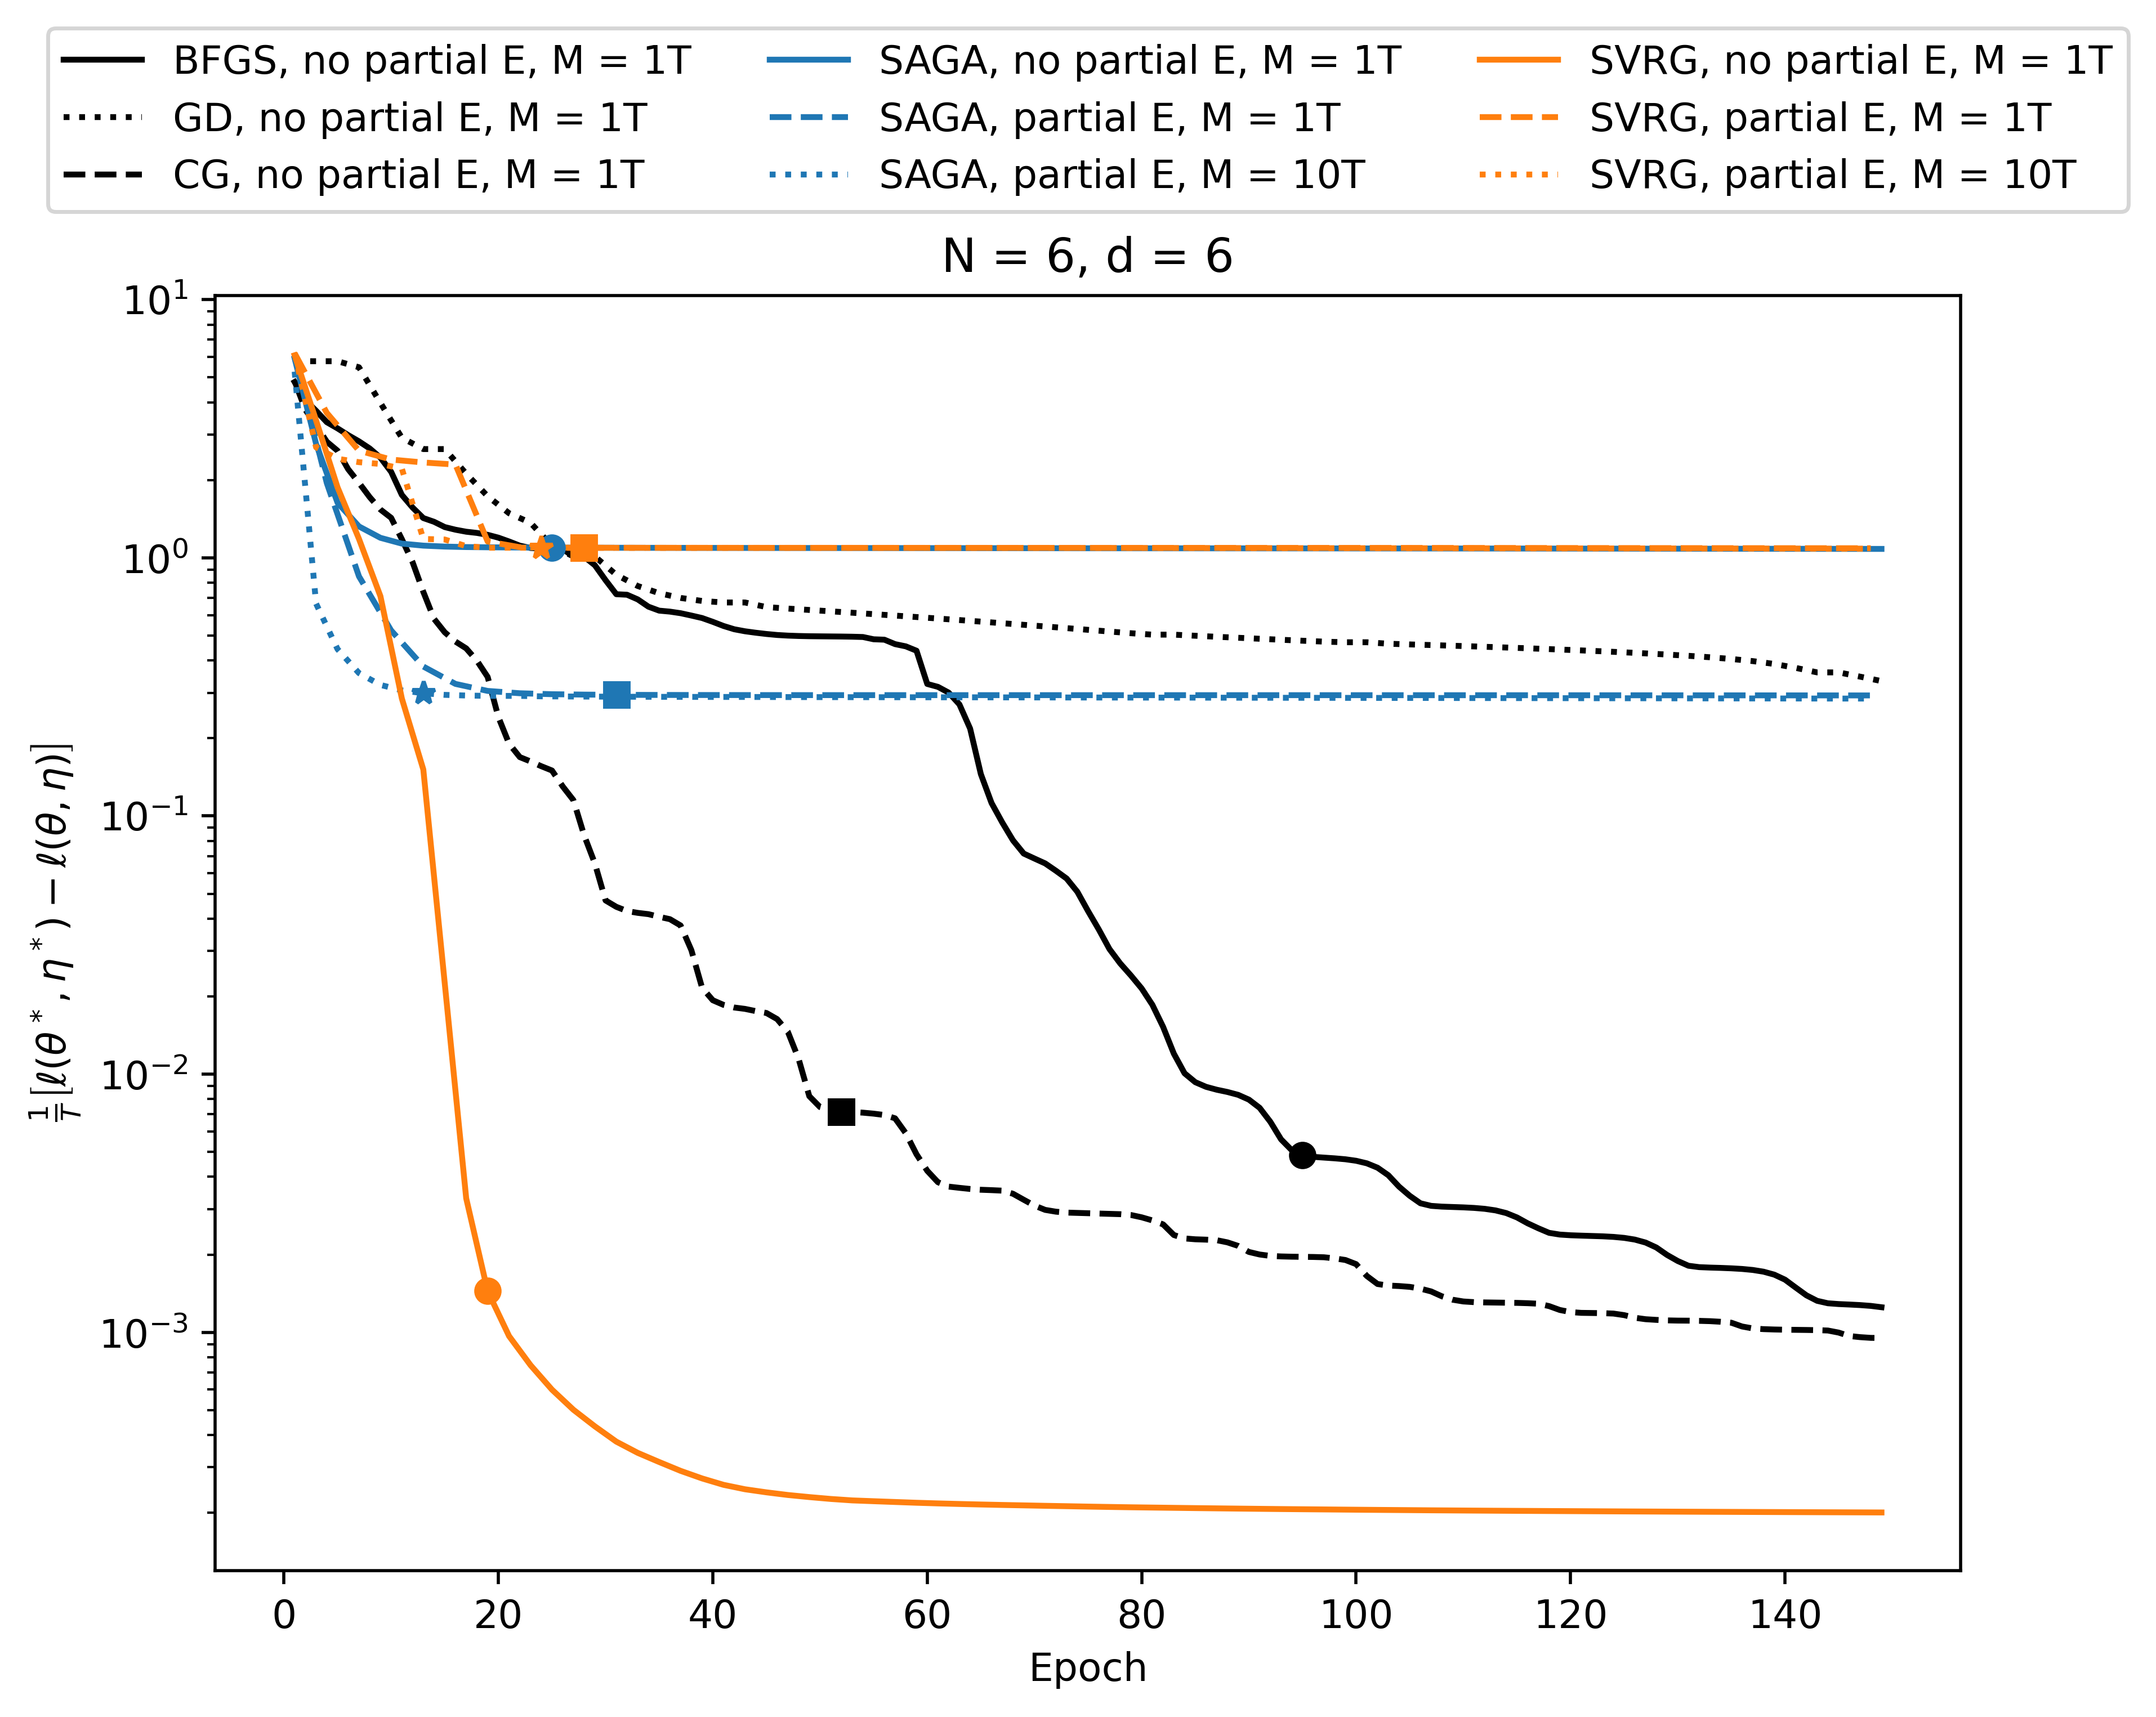 BFGS, no partial E, M = 1T
GD, no partial E, M = 1T
CG, no partial E, M = 1T
SAGA, no partial E, M = 1T
SAGA, partial E, M = 1T
SAGA, partial E, M = 10T
SVRG, no partial E, M = 1T
SVRG, partial E, M = 1T
SVRG, partial E, M = 10T
N = 6, d = 6
10¹
10⁰
10⁻¹
10⁻²
10⁻³
1/T [ℓ(θ*, η*) − ℓ(θ, η)]
0 20 40 60 80 100 120 140
Epoch